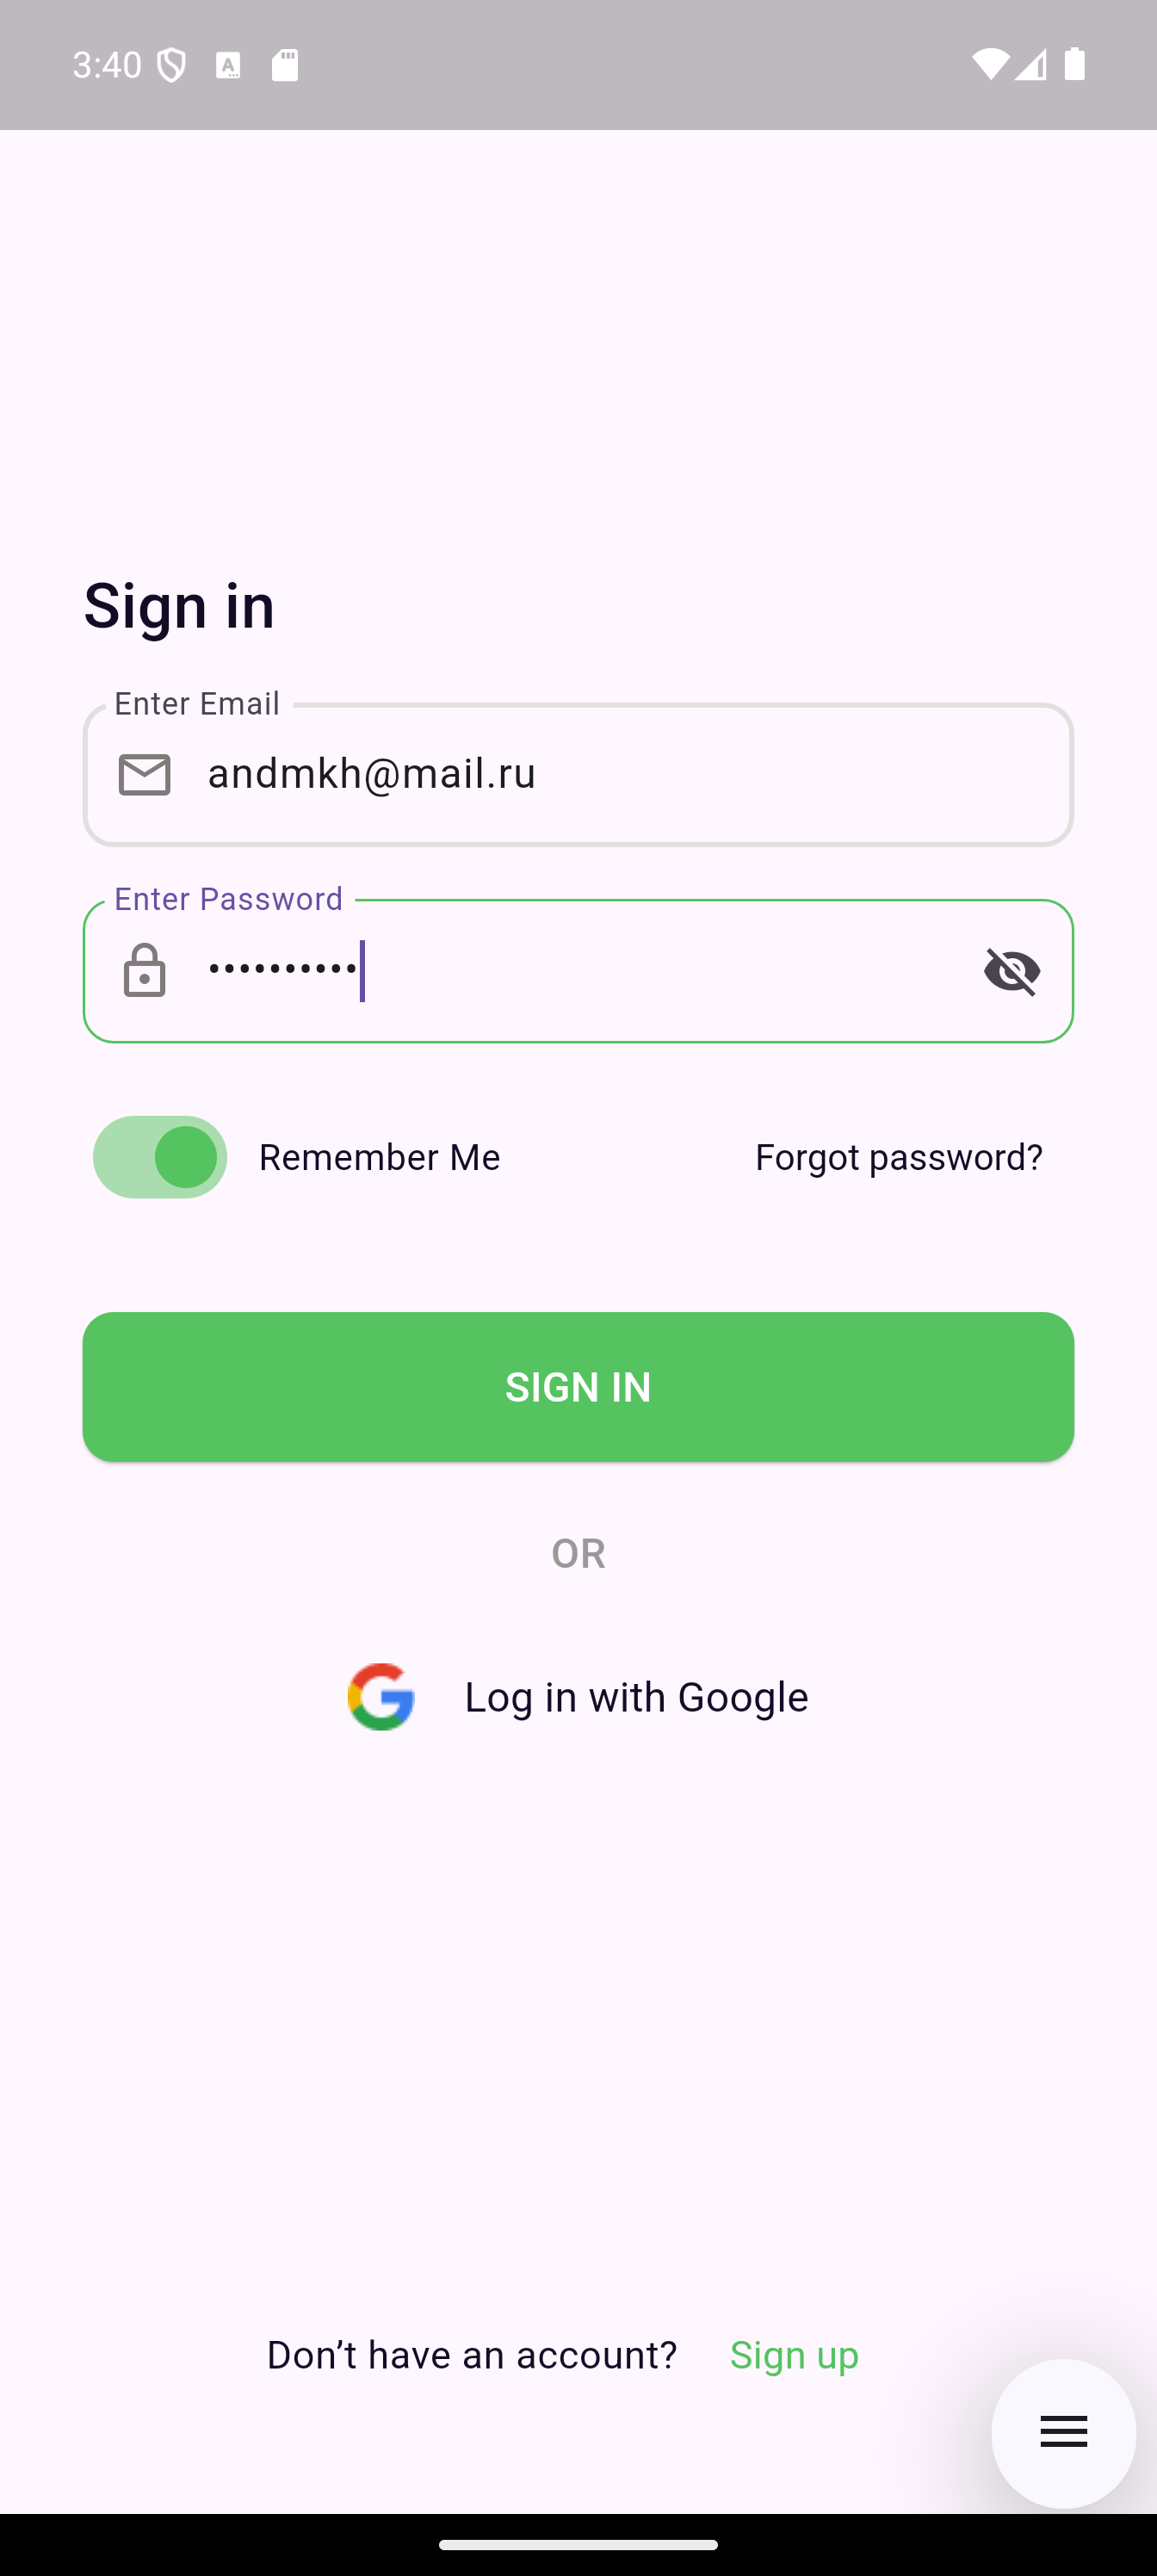 3:40
Sign in
Enter Email
andmkh@mail.ru
Enter Password
••••••••••
Remember Me Forgot password?
SIGN IN
OR
Log in with Google
Don’t have an account? Sign up